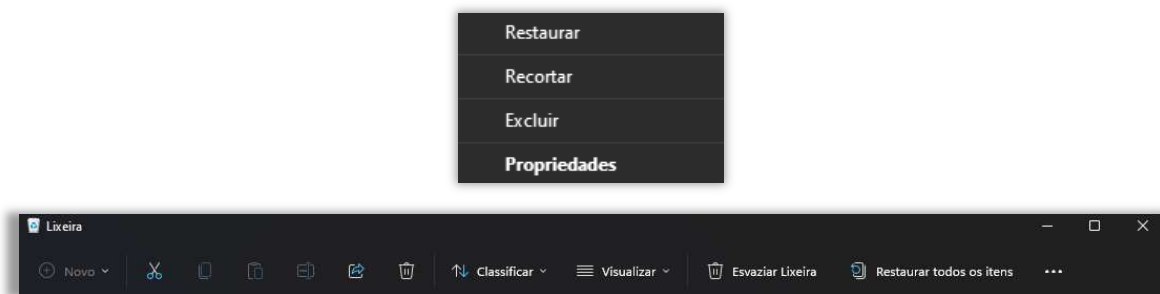 Restaurar
Recortar
Excluir
Propriedades
Lixeira
Novo Classificar Visualizar Esvaziar Lixeira Restaurar todos os itens ...